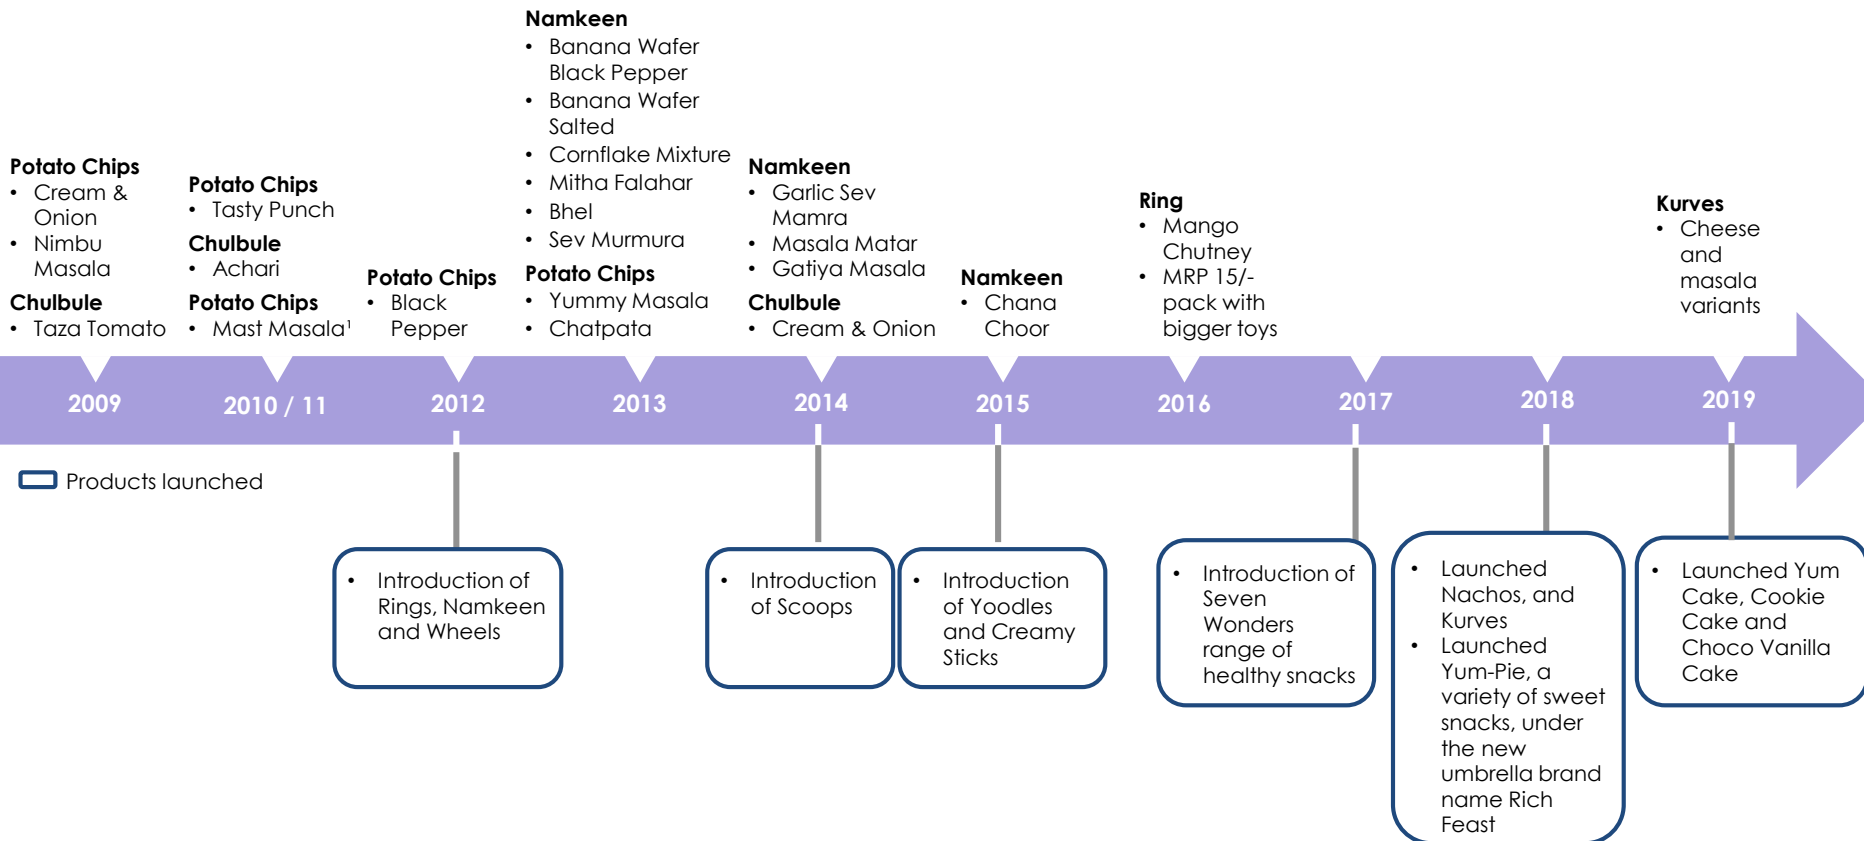 Potato Chips
• Cream &
Onion
• Nimbu
Masala
Chulbule
• Taza Tomato
Potato Chips
• Tasty Punch
Chulbule
• Achari
Potato Chips
• Mast Masala¹
Potato Chips
• Black
Pepper
Namkeen
• Banana Wafer
Black Pepper
• Banana Wafer
Salted
• Cornflake Mixture
• Mitha Falahar
• Bhel
• Sev Murmura
Potato Chips
• Yummy Masala
• Chatpata
Namkeen
• Garlic Sev
Mamra
• Masala Matar
• Gatiya Masala
Chulbule
• Cream & Onion
Namkeen
• Chana
Choor
Ring
• Mango
Chutney
• MRP 15/-
pack with
bigger toys
Kurves
• Cheese
and
masala
variants
2009
2010 / 11
2012
2013
2014
2015
2016
2017
2018
2019
Products launched
• Introduction of
Rings, Namkeen
and Wheels
• Introduction
of Scoops
• Introduction
of Yoodles
and Creamy
Sticks
• Introduction of
Seven
Wonders
range of
healthy snacks
• Launched
Nachos, and
Kurves
• Launched
Yum-Pie, a
variety of sweet
snacks, under
the new
umbrella brand
name Rich
Feast
• Launched Yum
Cake, Cookie
Cake and
Choco Vanilla
Cake